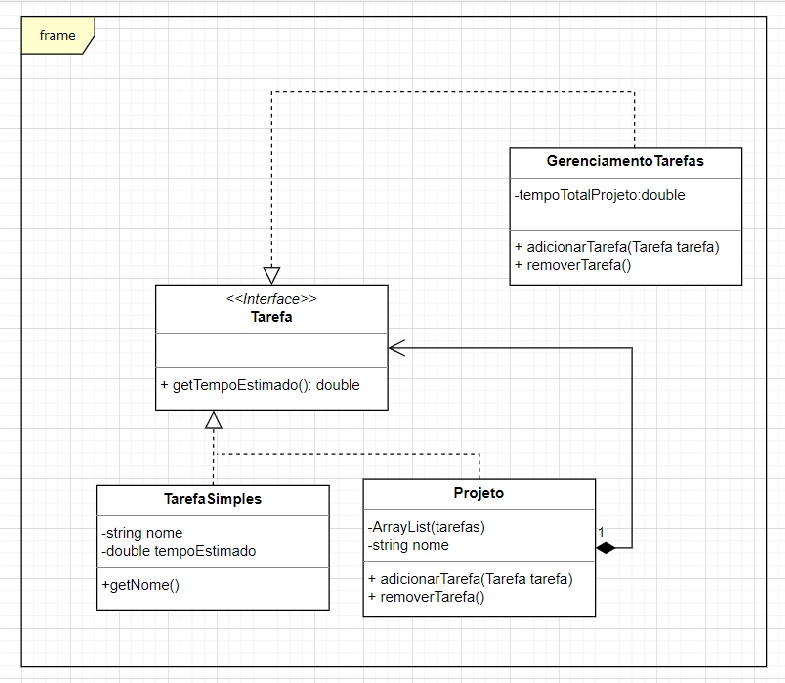 frame
GerenciamentoTarefas
-tempoTotalProjeto:double
+ adicionarTarefa(Tarefa tarefa)
+ removerTarefa()
<<Interface>>
Tarefa
+ getTempoEstimado(): double
TarefaSimples
-string nome
-double tempoEstimado
+getNome()
Projeto
-ArrayList(tarefas)
-string nome
+ adicionarTarefa(Tarefa tarefa)
+ removerTarefa()
1